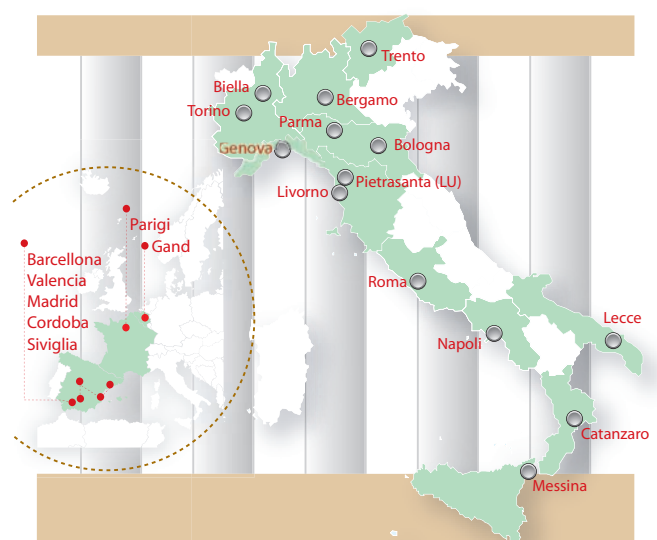 Trento
Biella
Bergamo
Torino
Parma
Bologna
Genova
Pietrasanta (LU)
Livorno
Parigi
Gand
Barcellona
Valencia
Madrid
Cordoba
Siviglia
Roma
Lecce
Napoli
Catanzaro
Messina